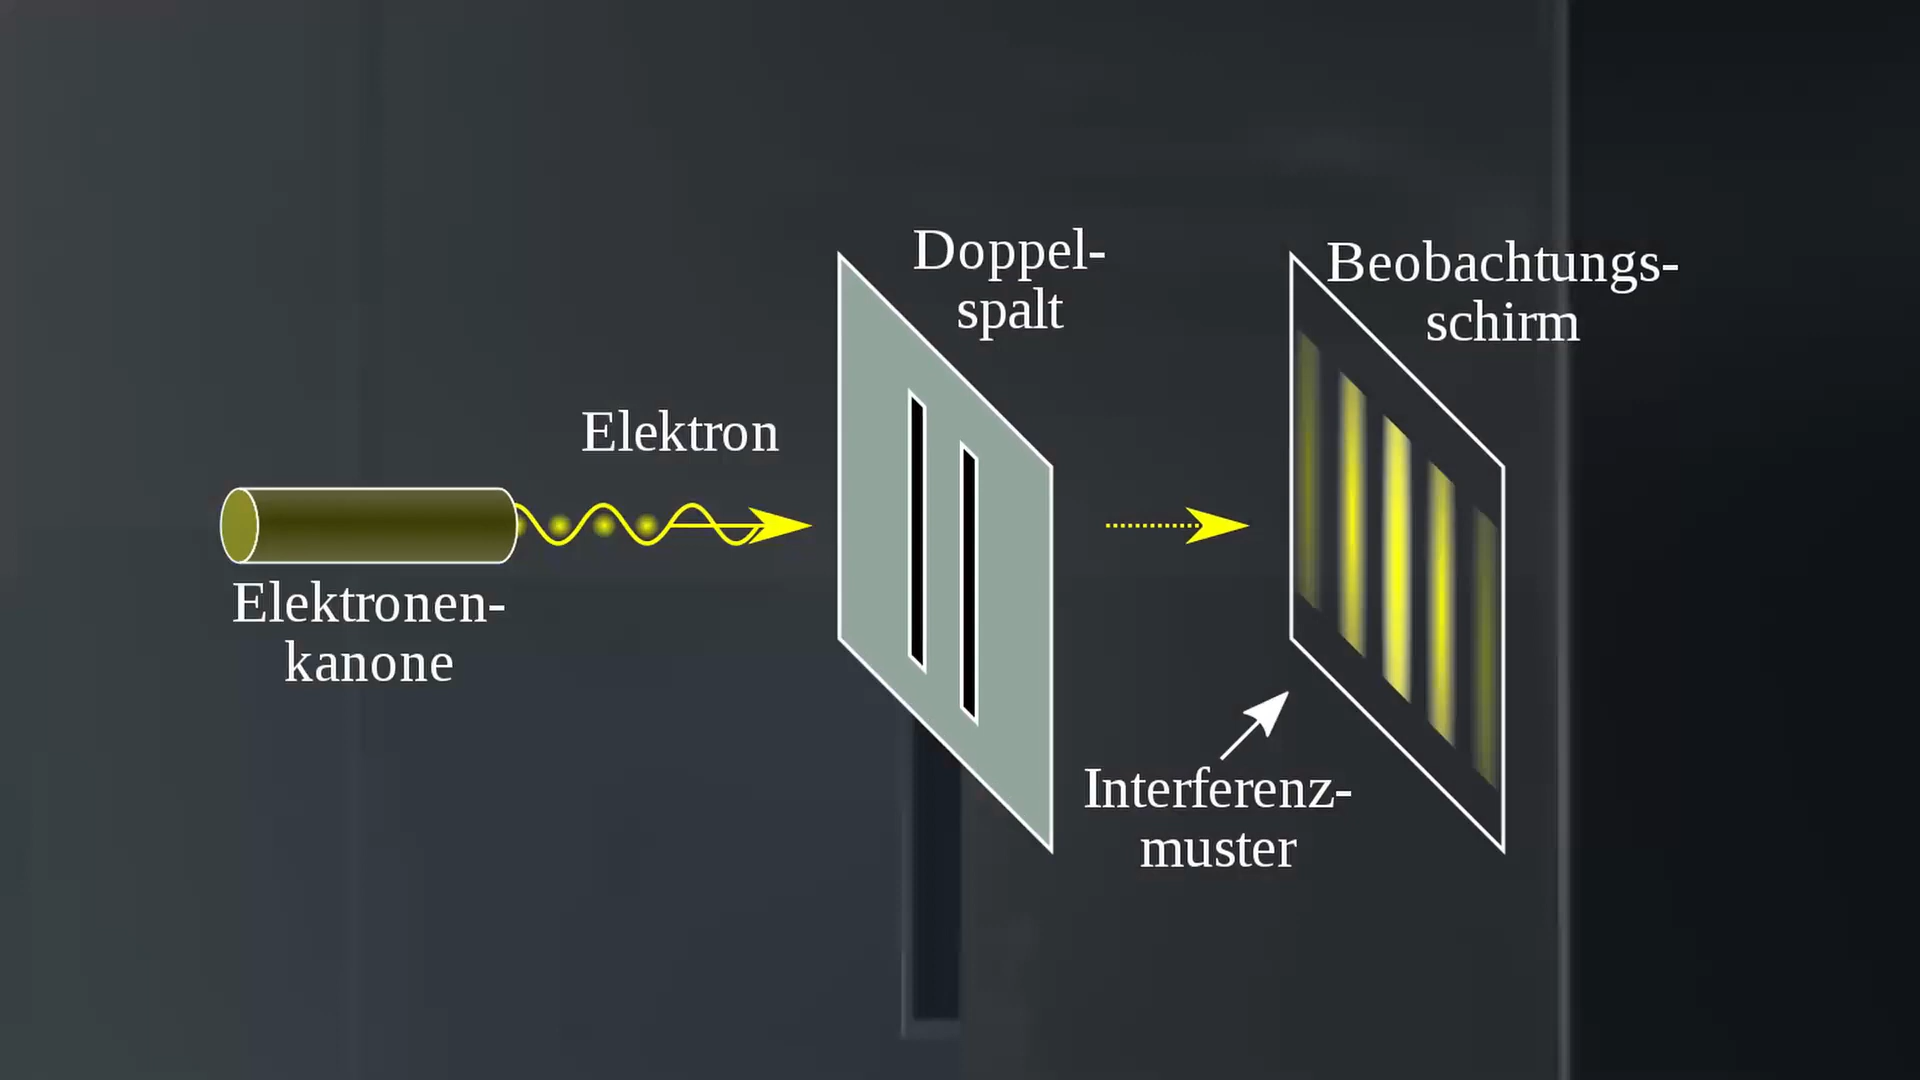 Doppel-
spalt
Beobachtungs-
schirm
Elektron
Elektronen-
kanone
Interferenz-
muster